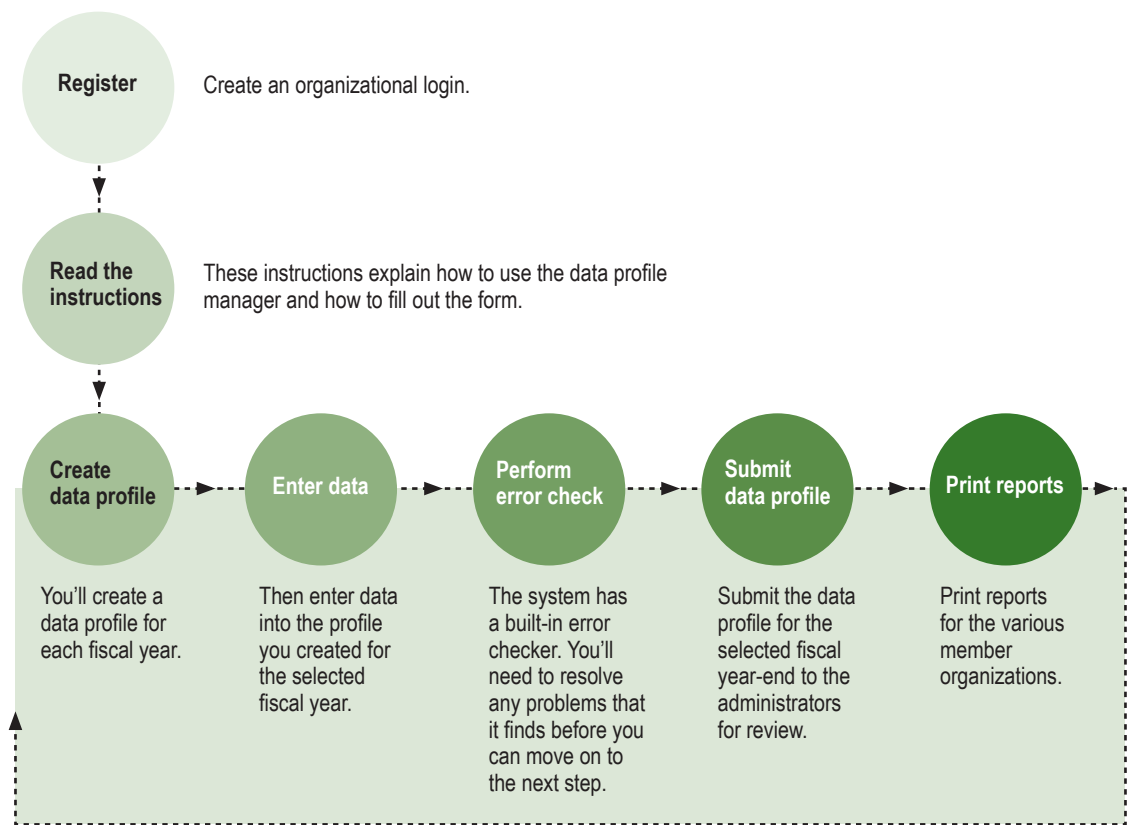 Register
Create an organizational login.
Read the
instructions
These instructions explain how to use the data profile
manager and how to fill out the form.
Create
data profile
You’ll create a
data profile for
each fiscal year.
Enter data
Then enter data
into the profile
you created for
the selected
fiscal year.
Perform
error check
The system has
a built-in error
checker. You’ll
need to resolve
any problems that
it finds before you
can move on to
the next step.
Submit
data profile
Submit the data
profile for the
selected fiscal
year-end to the
administrators
for review.
Print reports
Print reports
for the various
member
organizations.